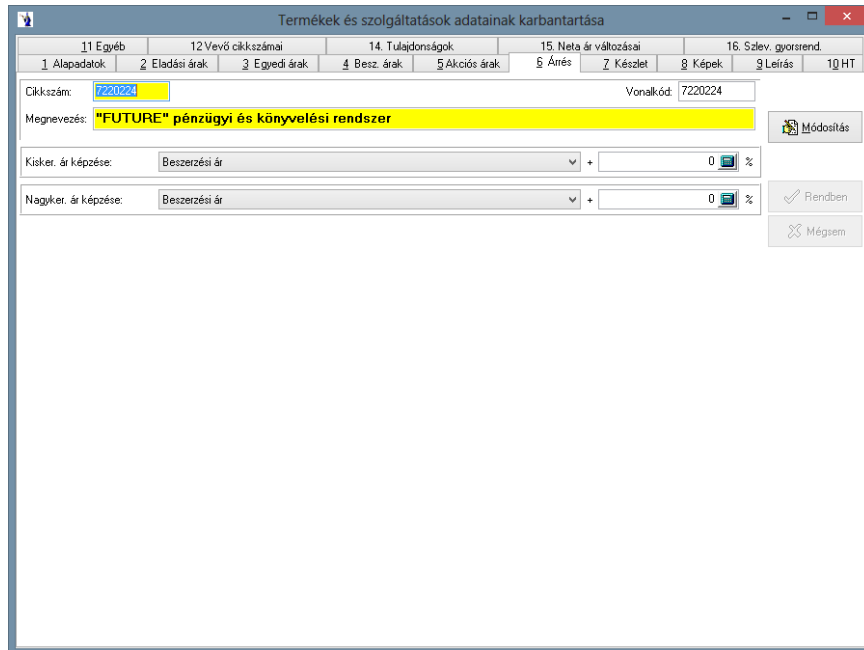 Termékek és szolgáltatások adatainak karbantartása
11 Egyéb 12 Vevő cikkszámai 14. Tulajdonságok 15. Neta ár változásai 16. Szlev. gyorsrend.
1 Alapadatok 2 Eladási árak 3 Egyedi árak 4 Besz. árak 5 Akciós árak 6 Árrés 7 Készlet 8 Képek 9 Leírás 10 HT
Cikkszám: 7220224 Vonalkód: 7220224
Megnevezés: "FUTURE" pénzügyi és könyvelési rendszer
Módosítás
Kisker. ár képzése: Beszerzési ár + 0 %
Nagyker. ár képzése: Beszerzési ár + 0 %
Rendben
Mégsem